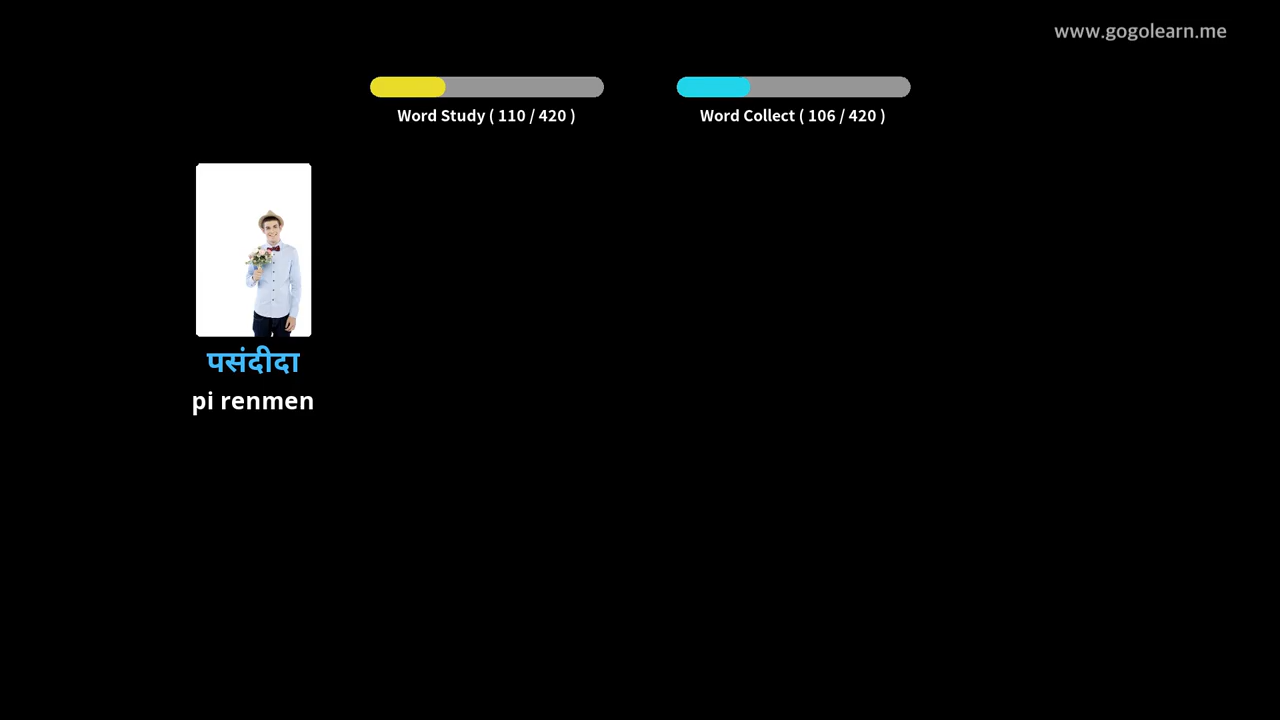 www.gogolearn.me
Word Study ( 110 / 420 )
Word Collect ( 106 / 420 )
पसंदीदा
pi renmen